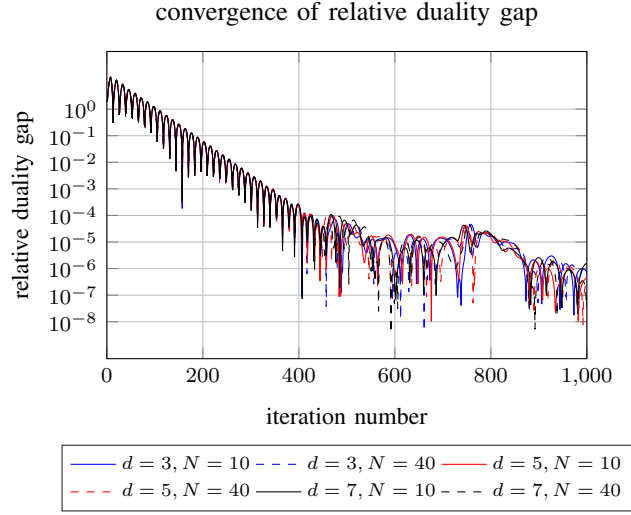 convergence of relative duality gap
relative duality gap
10^0
10^−1
10^−2
10^−3
10^−4
10^−5
10^−6
10^−7
10^−8
0 200 400 600 800 1,000
iteration number
d = 3, N = 10 d = 3, N = 40 d = 5, N = 10
d = 5, N = 40 d = 7, N = 10 d = 7, N = 40